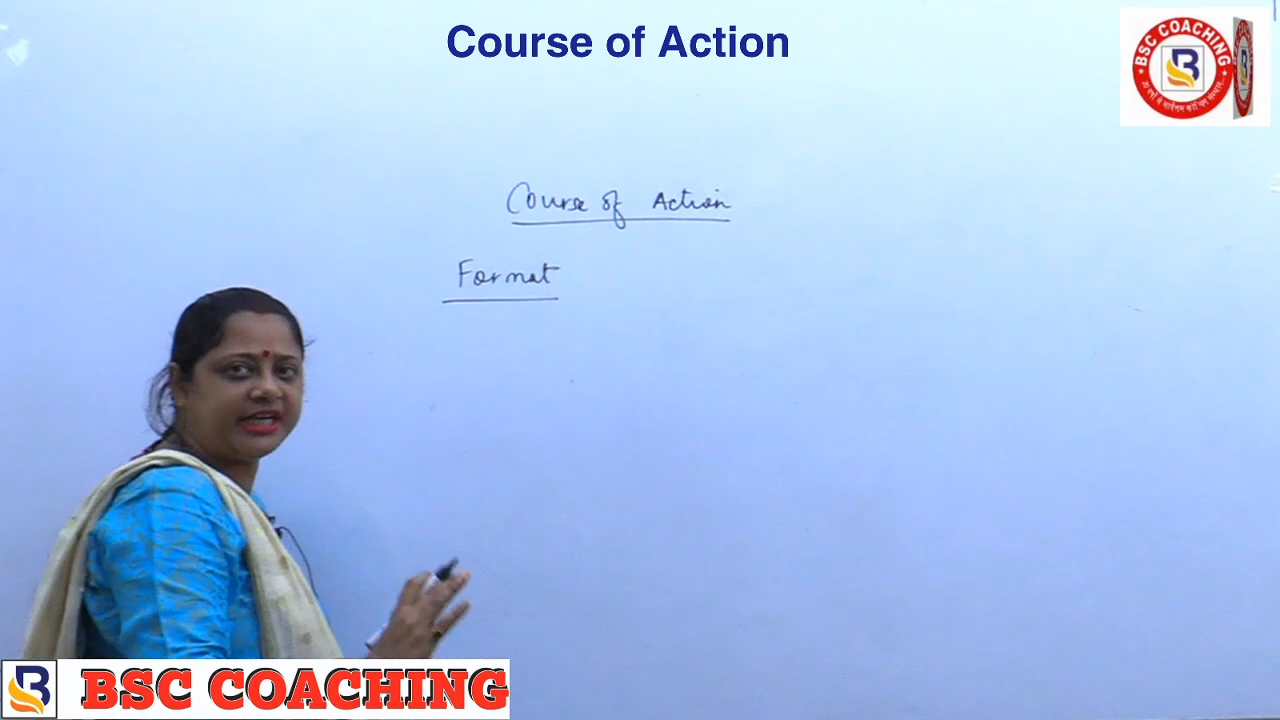 Course of Action
BSC COACHING
B
Course of Action
Format
B
BSC COACHING